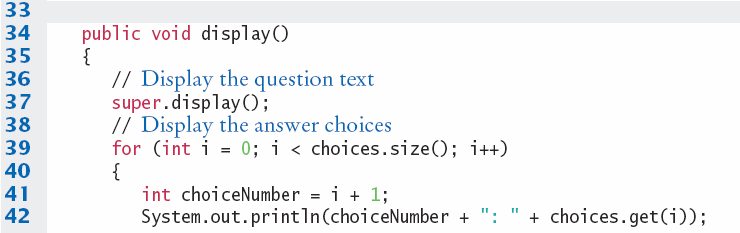 33
34 public void display()
35 {
36 // Display the question text
37 super.display();
38 // Display the answer choices
39 for (int i = 0; i < choices.size(); i++)
40 {
41 int choiceNumber = i + 1;
42 System.out.println(choiceNumber + ": " + choices.get(i));